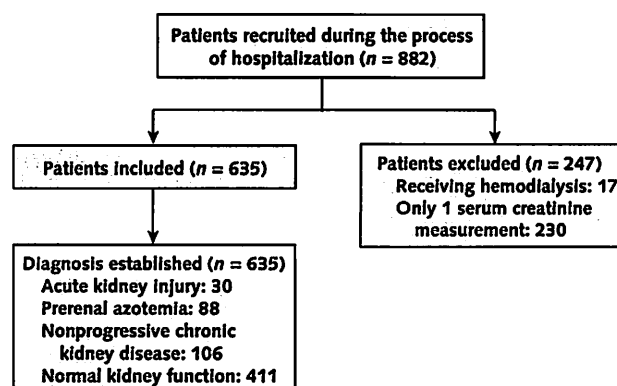 Patients recruited during the process
of hospitalization (n = 882)
Patients included (n = 635)
Patients excluded (n = 247)
Receiving hemodialysis: 17
Only 1 serum creatinine
measurement: 230
Diagnosis established (n = 635)
Acute kidney injury: 30
Prerenal azotemia: 88
Nonprogressive chronic
kidney disease: 106
Normal kidney function: 411